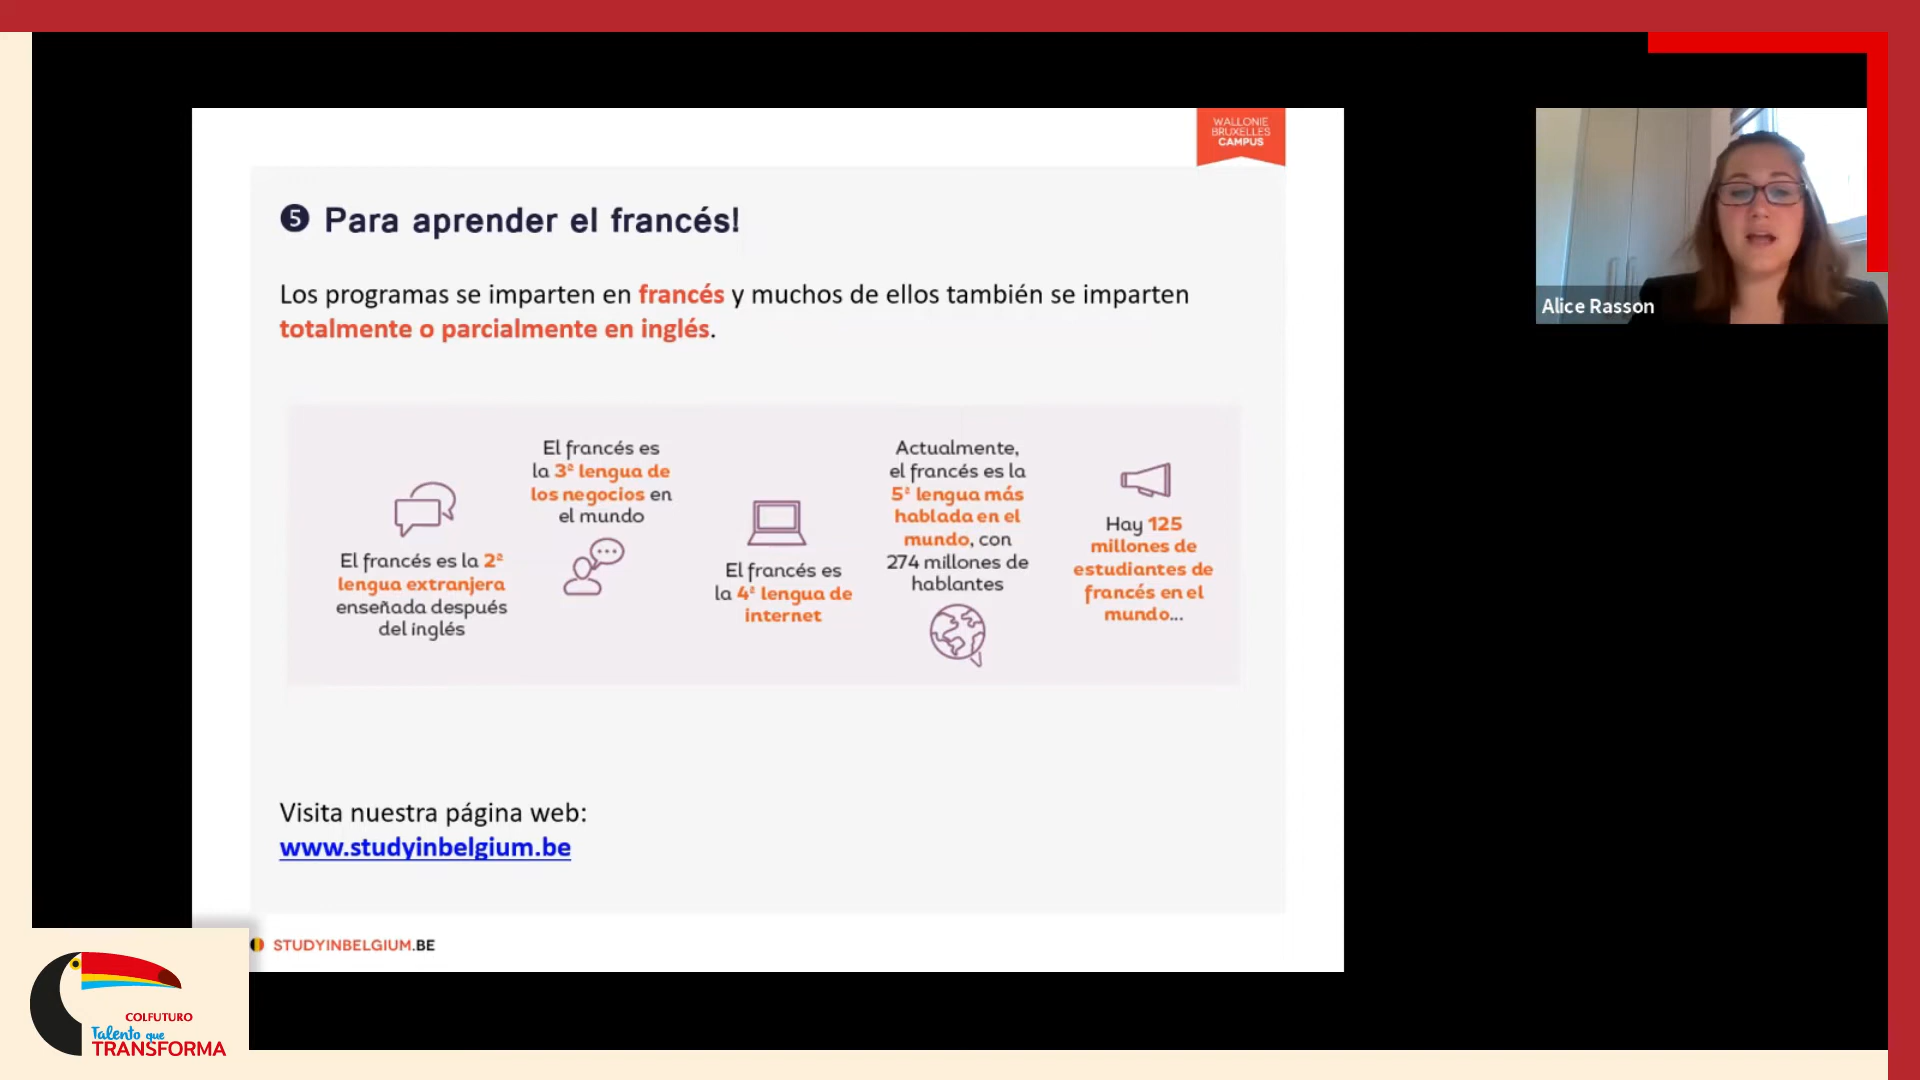 WALLONIE
BRUXELLES
CAMPUS
❺ Para aprender el francés!
Los programas se imparten en francés y muchos de ellos también se imparten
totalmente o parcialmente en inglés.
El francés es la 2ª
lengua extranjera
enseñada después
del inglés
El francés es
la 3ª lengua de
los negocios en
el mundo
El francés es
la 4ª lengua de
internet
Actualmente,
el francés es la
5ª lengua más
hablada en el
mundo, con
274 millones de
hablantes
Hay 125
millones de
estudiantes de
francés en el
mundo...
Visita nuestra página web:
www.studyinbelgium.be
STUDYINBELGIUM.BE
Alice Rasson
COLFUTURO
Talento que
TRANSFORMA